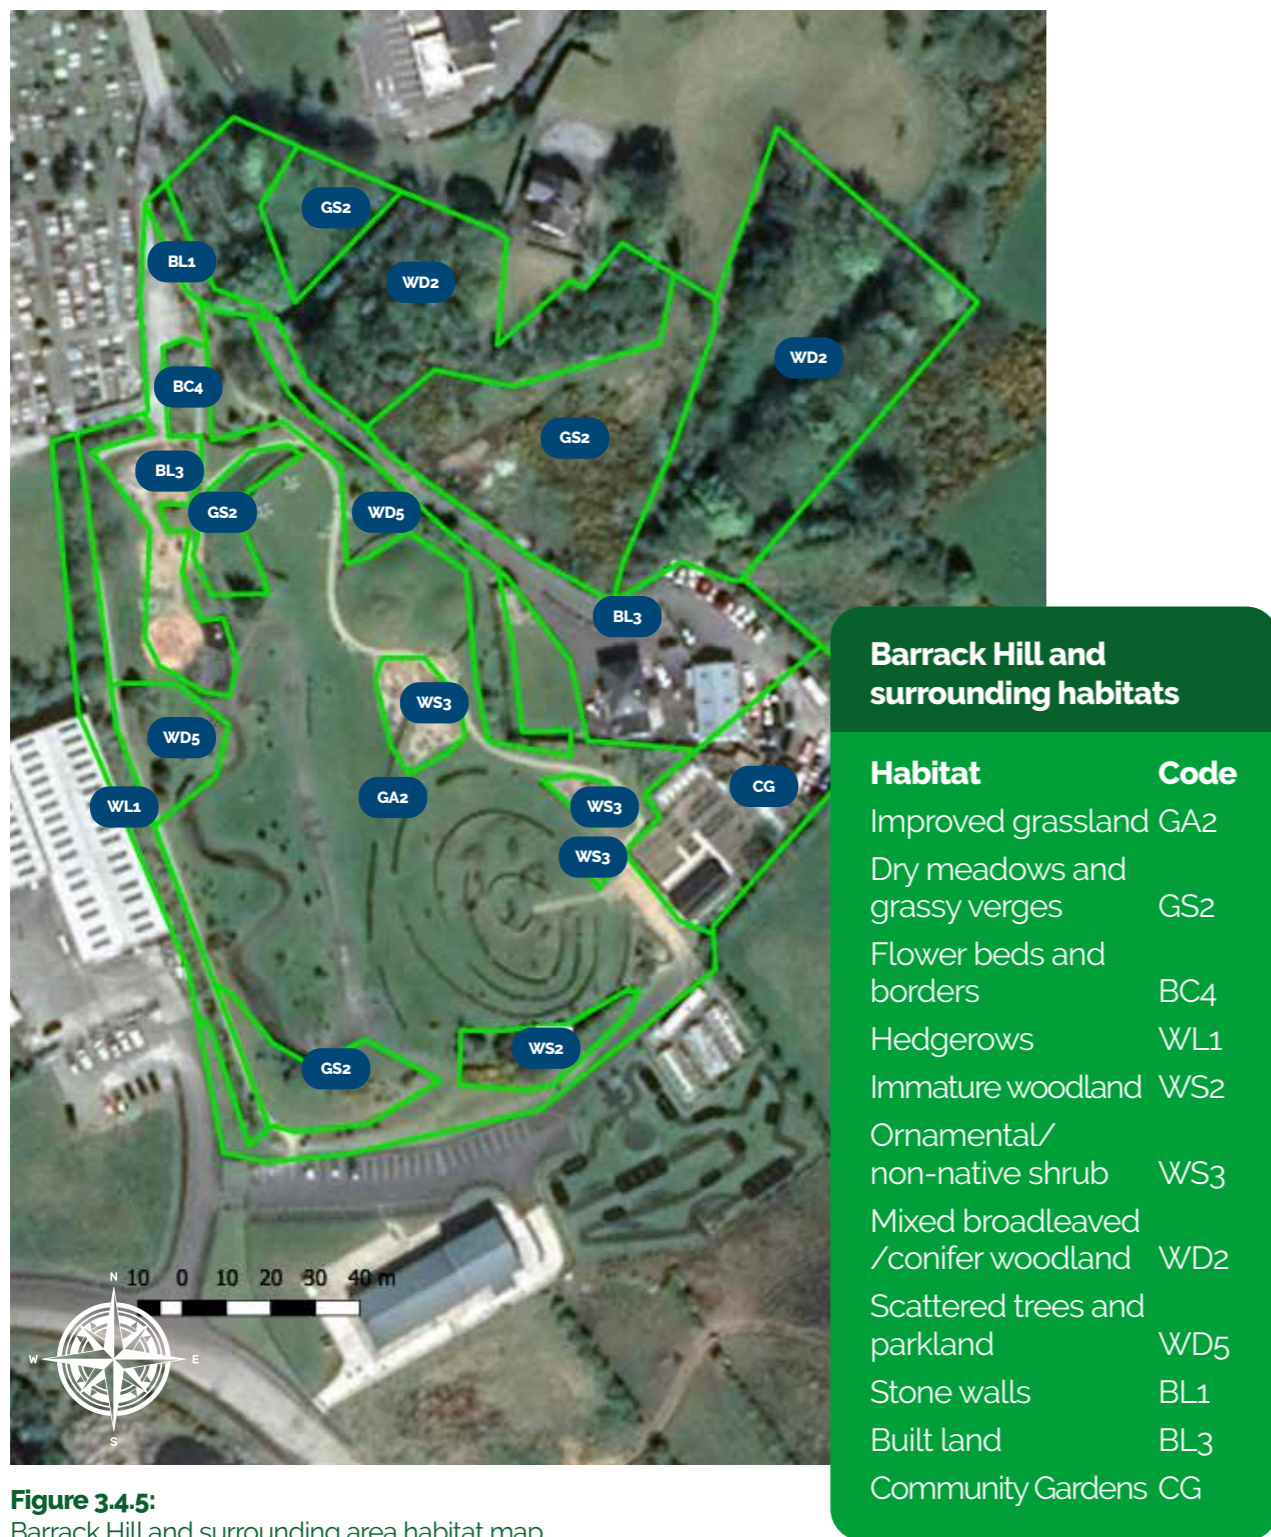 GS2
BL1
WD2
WD2
BC4
GS2
BL3
GS2
WD5
BL3
WS3
WD5
GA2
WL1
CG
WS3
WS3
WS2
GS2
10 0 10 20 30 40 m
N
W E
S
Barrack Hill and
surrounding habitats
Habitat Code
Improved grassland GA2
Dry meadows and
grassy verges GS2
Flower beds and
borders BC4
Hedgerows WL1
Immature woodland WS2
Ornamental/
non-native shrub WS3
Mixed broadleaved
/conifer woodland WD2
Scattered trees and
parkland WD5
Stone walls BL1
Built land BL3
Community Gardens CG
Figure 3.4.5:
Barrack Hill and surrounding area habitat map